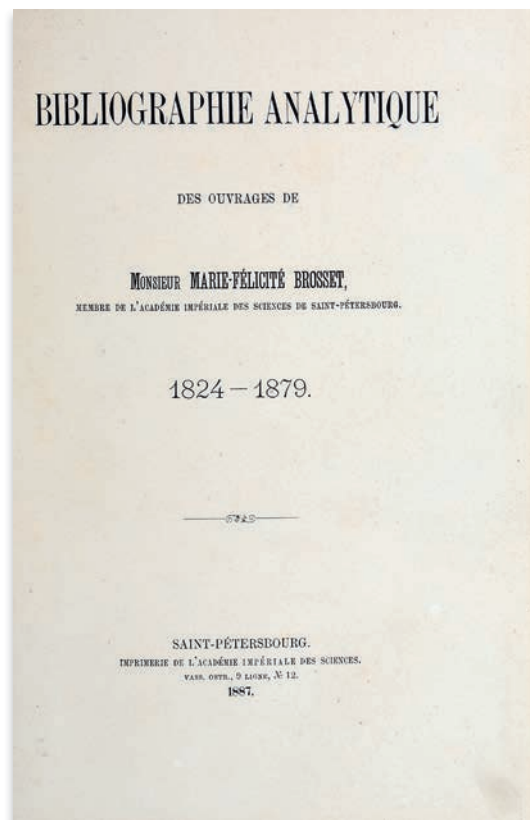 BIBLIOGRAPHIE ANALYTIQUE
DES OUVRAGES DE
MONSIEUR MARIE-FÉLICITÉ BROSSET,
MEMBRE DE L'ACADÉMIE IMPÉRIALE DES SCIENCES DE SAINT-PÉTERSBOURG.
1824 — 1879.
SAINT-PÉTERSBOURG.
IMPRIMERIE DE L'ACADÉMIE IMPÉRIALE DES SCIENCES.
VASS. OSTR., 9 LIGNE, № 12.
1887.